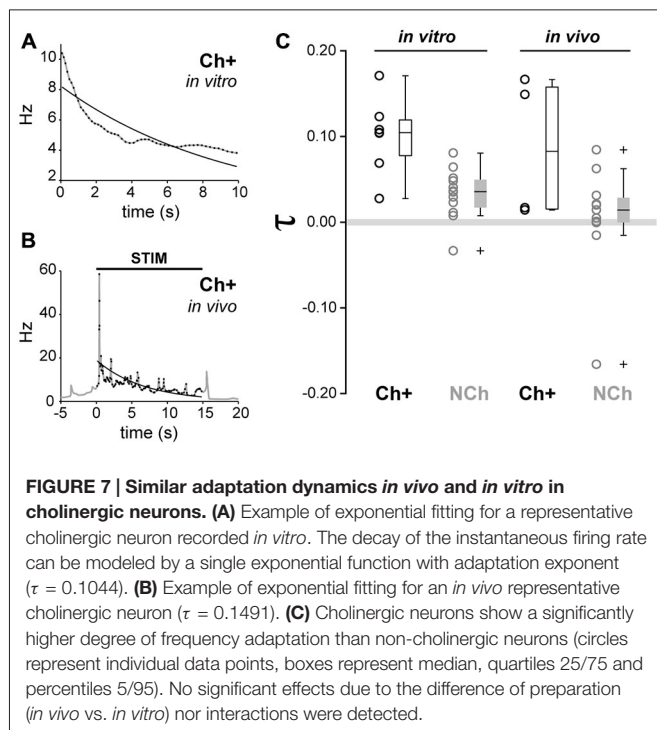 A
Ch+
in vitro
10
8
6
4
2
Hz
0 2 4 6 8 10
time (s)
B
STIM
Ch+
in vivo
60
40
20
0
Hz
-5 0 5 10 15 20
time (s)
C
in vitro in vivo
0.20
0.10
0.00
-0.10
-0.20
τ
Ch+ NCh Ch+ NCh
FIGURE 7 | Similar adaptation dynamics in vivo and in vitro in
cholinergic neurons. (A) Example of exponential fitting for a representative
cholinergic neuron recorded in vitro. The decay of the instantaneous firing rate
can be modeled by a single exponential function with adaptation exponent
(τ = 0.1044). (B) Example of exponential fitting for an in vivo representative
cholinergic neuron (τ = 0.1491). (C) Cholinergic neurons show a significantly
higher degree of frequency adaptation than non-cholinergic neurons (circles
represent individual data points, boxes represent median, quartiles 25/75 and
percentiles 5/95). No significant effects due to the difference of preparation
(in vivo vs. in vitro) nor interactions were detected.